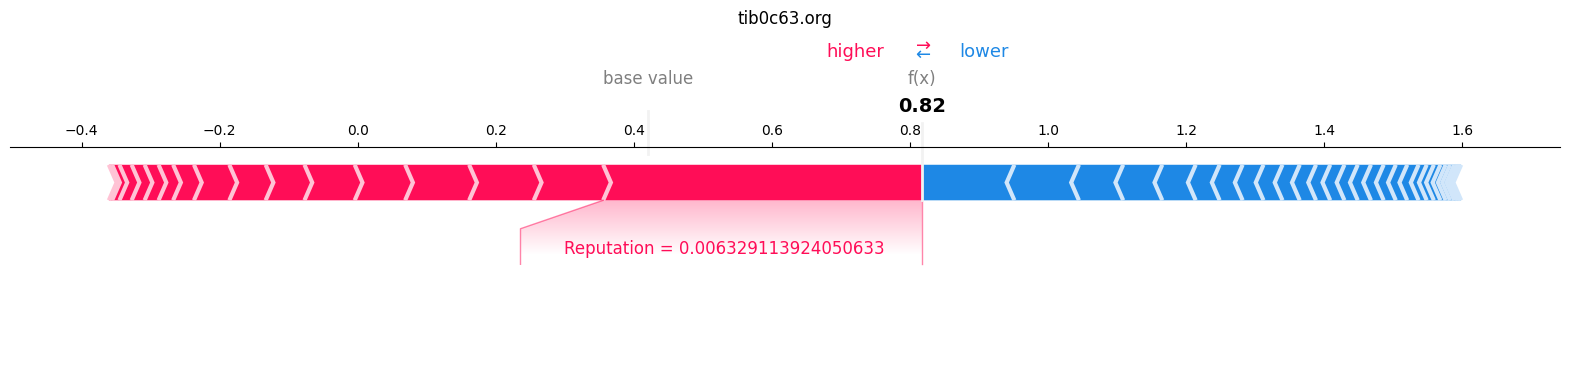 tib0c63.org
higher ⇄ lower
base value f(x)
0.82
−0.4 −0.2 0.0 0.2 0.4 0.6 0.8 1.0 1.2 1.4 1.6
Reputation = 0.006329113924050633